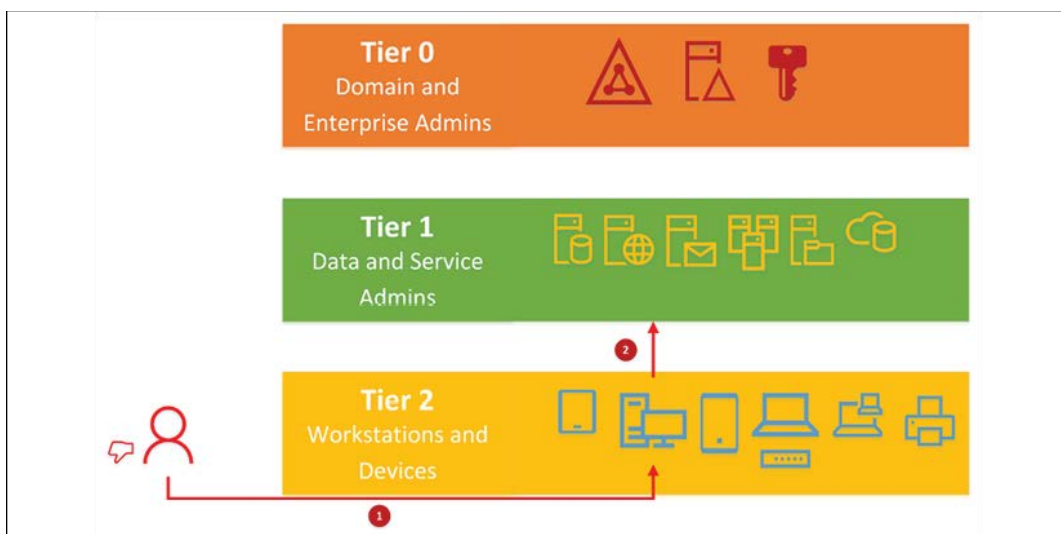 Tier 0
Domain and
Enterprise Admins
Tier 1
Data and Service
Admins
2
Tier 2
Workstations and
Devices
1